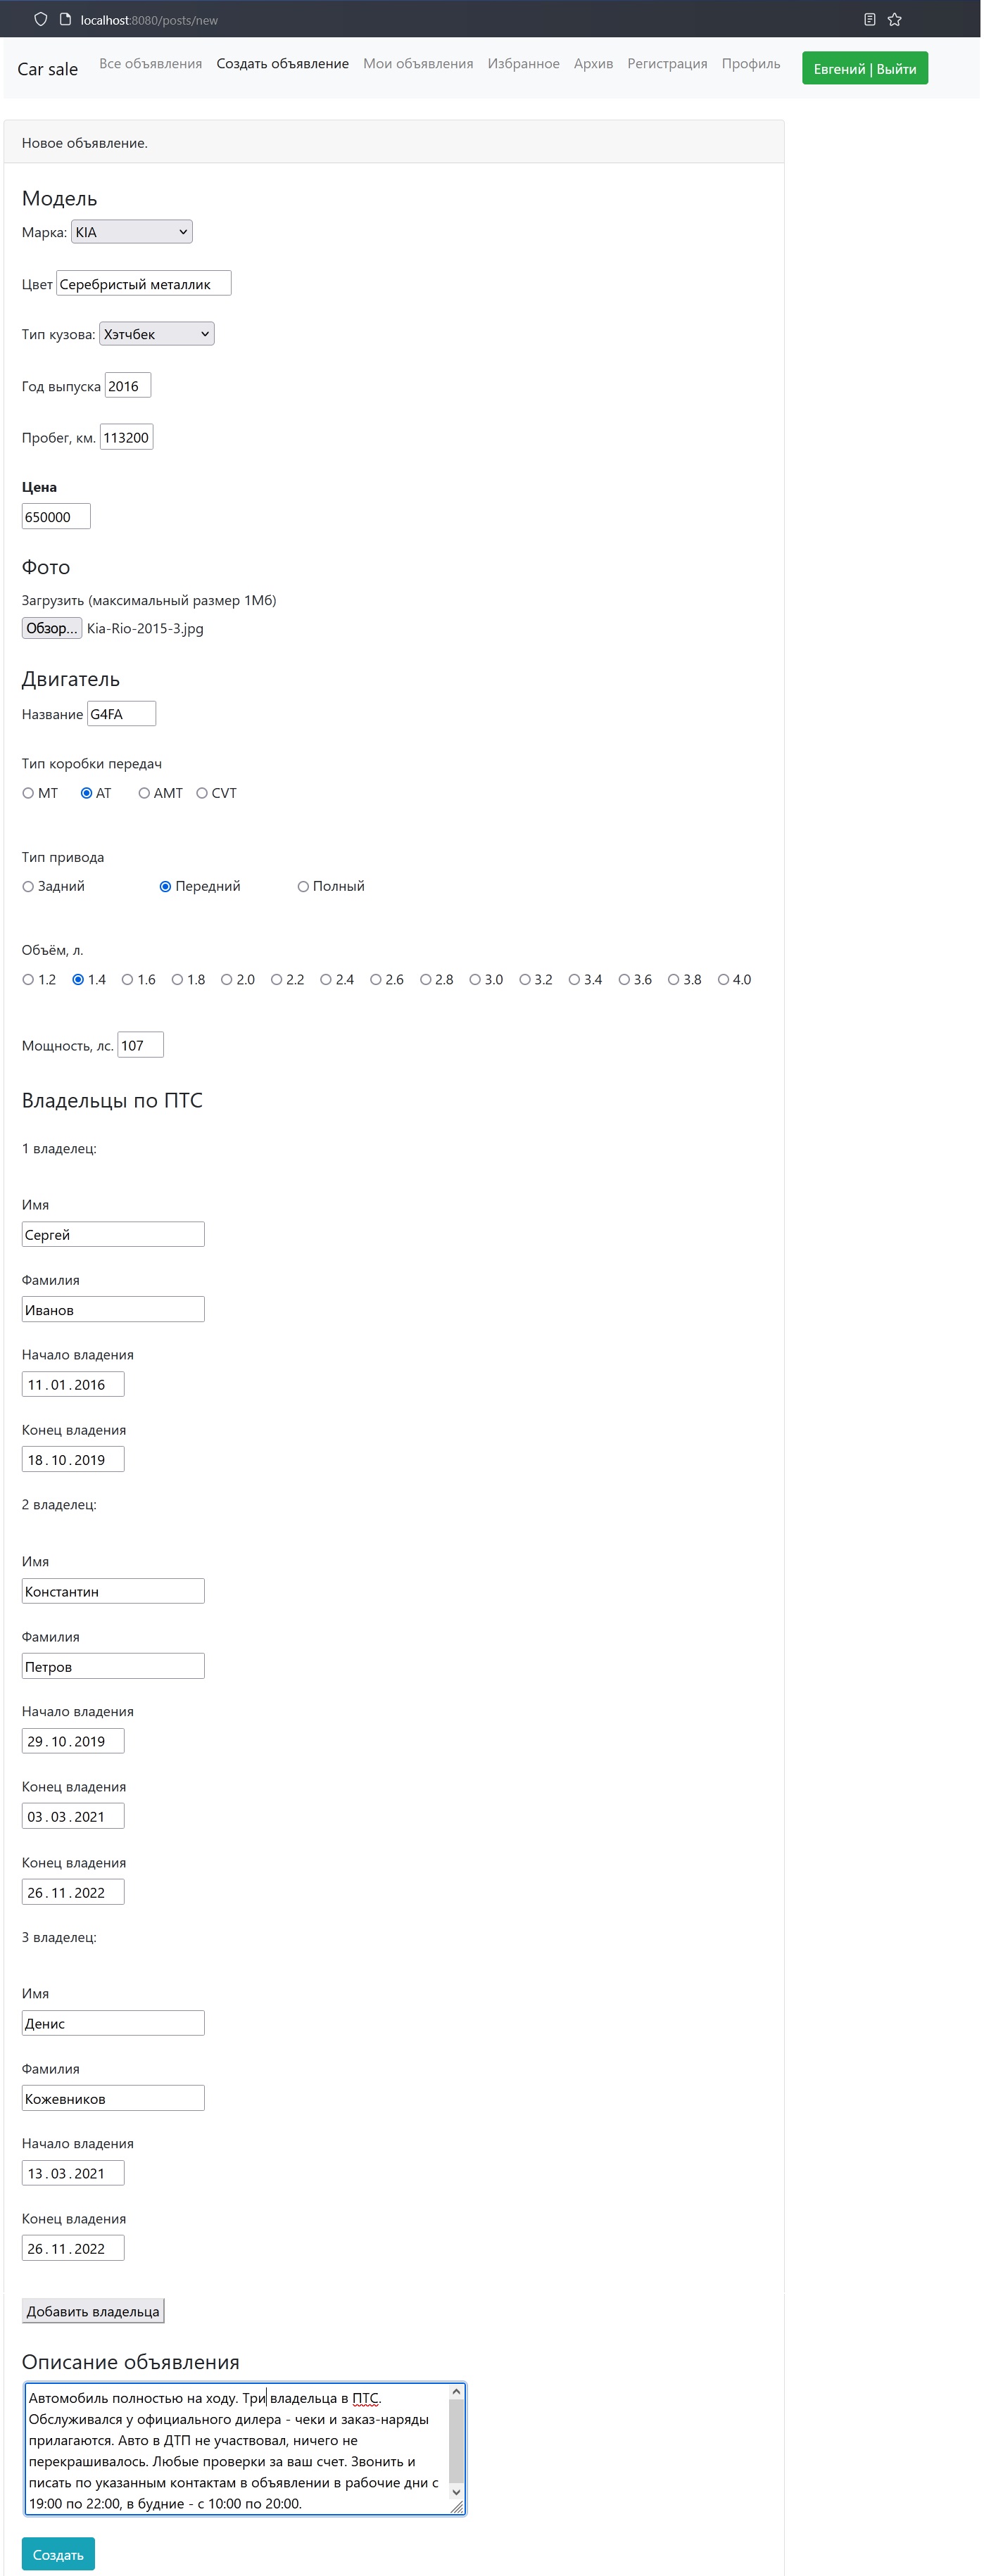 localhost:8080/posts/new
Car sale Все объявления Создать объявление Мои объявления Избранное Архив Регистрация Профиль Евгений | Выйти
Новое объявление.
Модель
Марка: KIA
Цвет Серебристый металлик
Тип кузова: Хэтчбек
Год выпуска 2016
Пробег, км. 113200
Цена
650000
Фото
Загрузить (максимальный размер 1Мб)
Обзор... Kia-Rio-2015-3.jpg
Двигатель
Название G4FA
Тип коробки передач
MT AT AMT CVT
Тип привода
Задний Передний Полный
Объём, л.
1.2 1.4 1.6 1.8 2.0 2.2 2.4 2.6 2.8 3.0 3.2 3.4 3.6 3.8 4.0
Мощность, лс. 107
Владельцы по ПТС
1 владелец:
Имя
Сергей
Фамилия
Иванов
Начало владения
11.01.2016
Конец владения
18.10.2019
2 владелец:
Имя
Константин
Фамилия
Петров
Начало владения
29.10.2019
Конец владения
03.03.2021
Конец владения
26.11.2022
3 владелец:
Имя
Денис
Фамилия
Кожевников
Начало владения
13.03.2021
Конец владения
26.11.2022
Добавить владельца
Описание объявления
Автомобиль полностью на ходу. Три владельца в ПТС.
Обслуживался у официального дилера - чеки и заказ-наряды
прилагаются. Авто в ДТП не участвовал, ничего не
перекрашивалось. Любые проверки за ваш счет. Звонить и
писать по указанным контактам в объявлении в рабочие дни с
19:00 по 22:00, в будние - с 10:00 по 20:00.
Создать